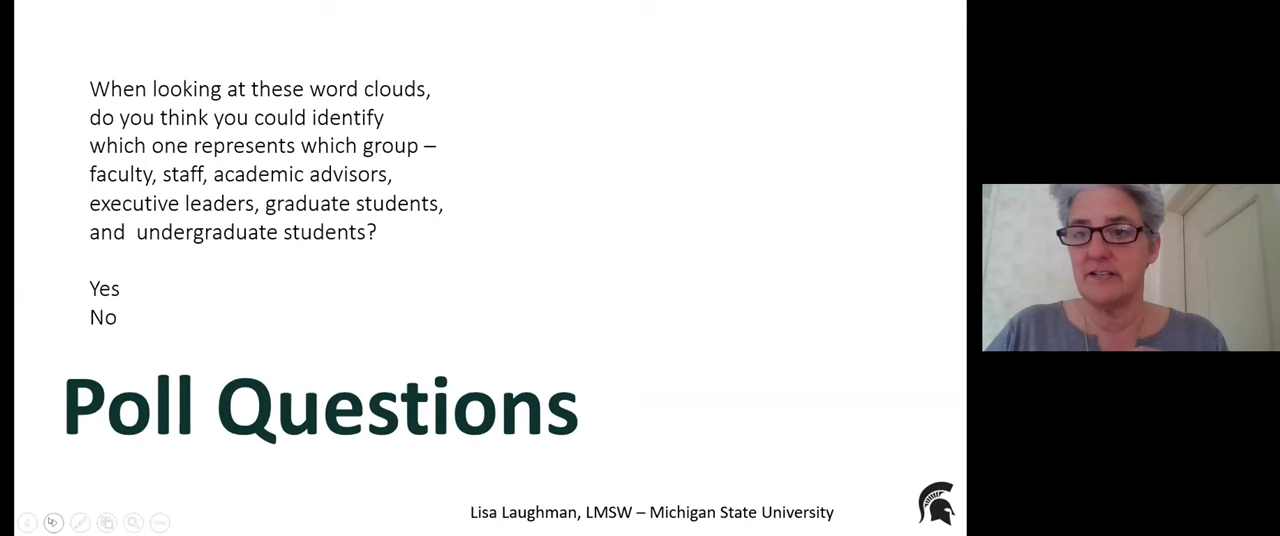 When looking at these word clouds,
do you think you could identify
which one represents which group –
faculty, staff, academic advisors,
executive leaders, graduate students,
and  undergraduate students?
Yes
No
Poll Questions
Lisa Laughman, LMSW – Michigan State University